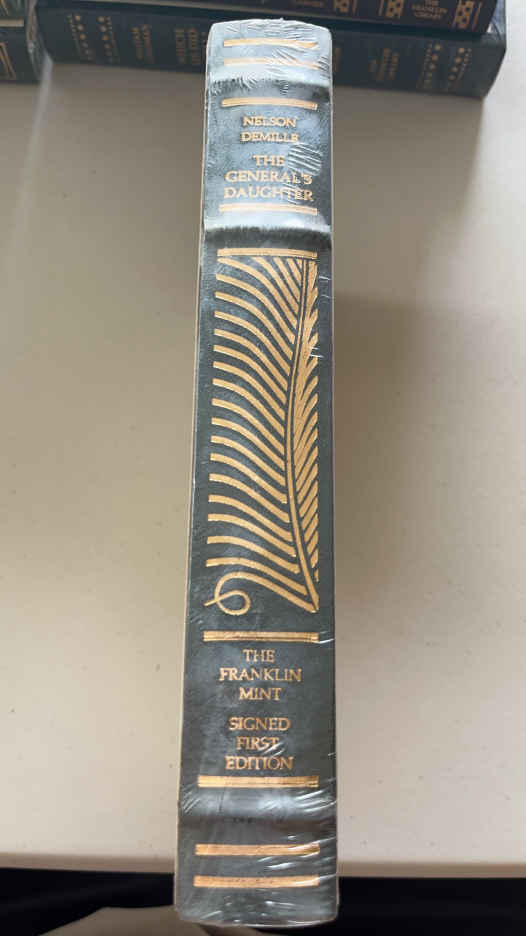 NELSON
DEMILLE
THE
GENERAL'S
DAUGHTER
THE
FRANKLIN
MINT
SIGNED
FIRST
EDITION